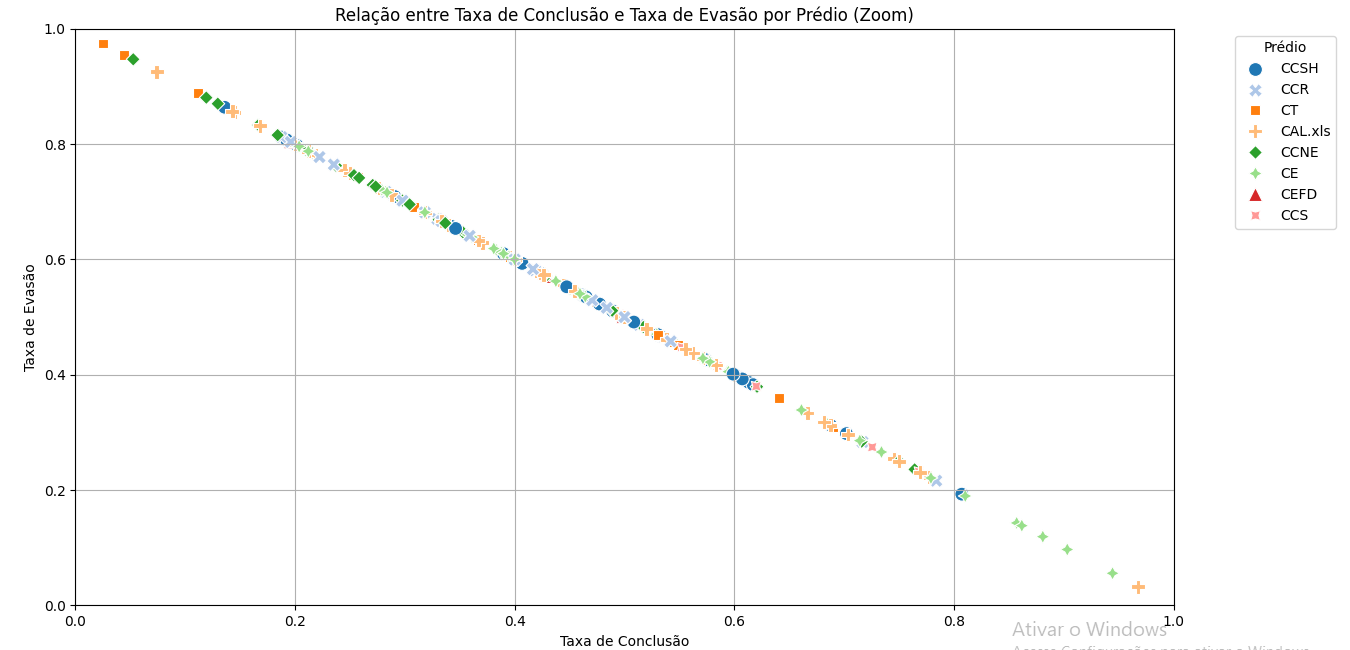 Relação entre Taxa de Conclusão e Taxa de Evasão por Prédio (Zoom)
1.0
0.8
0.6
0.4
0.2
0.0
Taxa de Evasão
0.0 0.2 0.4 0.6 0.8 1.0
Taxa de Conclusão
Prédio
CCSH
CCR
CT
CAL.xls
CCNE
CE
CEFD
CCS
Ativar o Windows